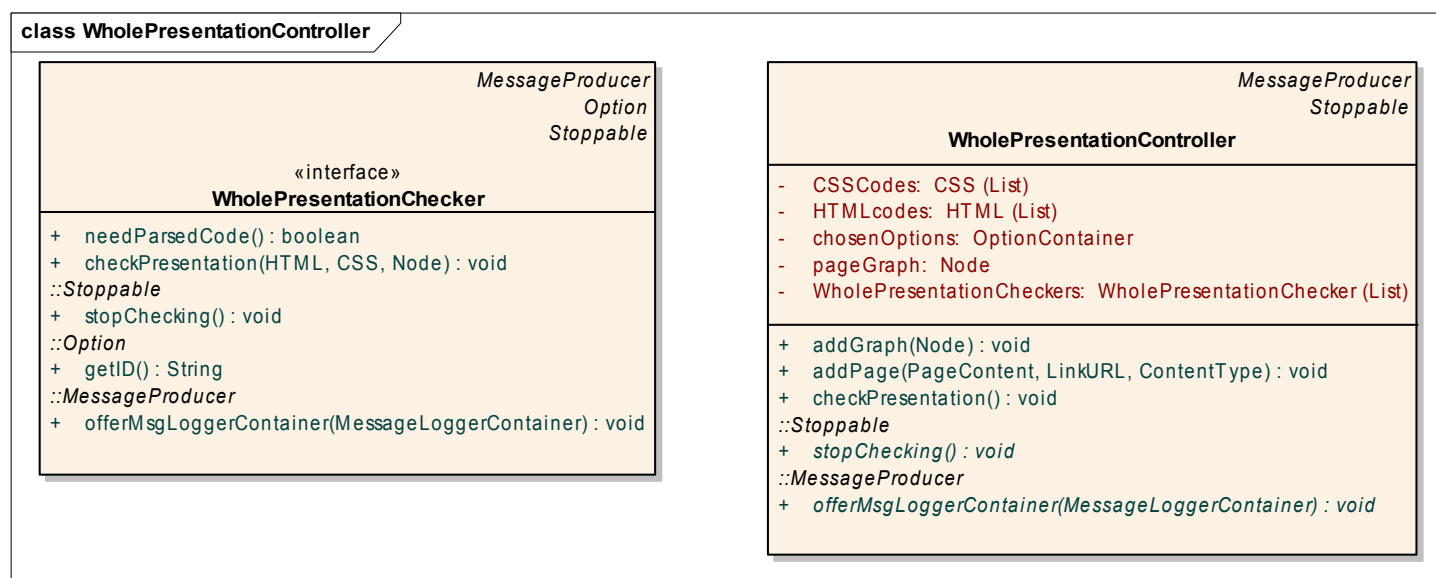 class WholePresentationController
MessageProducer
Option
Stoppable
«interface»
WholePresentationChecker
+ needParsedCode() : boolean
+ checkPresentation(HTML, CSS, Node) : void
::Stoppable
+ stopChecking() : void
::Option
+ getID() : String
::MessageProducer
+ offerMsgLoggerContainer(MessageLoggerContainer) : void
MessageProducer
Stoppable
WholePresentationController
- CSSCodes: CSS (List)
- HTMLcodes: HTML (List)
- chosenOptions: OptionContainer
- pageGraph: Node
- WholePresentationCheckers: WholePresentationChecker (List)
+ addGraph(Node) : void
+ addPage(PageContent, LinkURL, ContentType) : void
+ checkPresentation() : void
::Stoppable
+ stopChecking() : void
::MessageProducer
+ offerMsgLoggerContainer(MessageLoggerContainer) : void